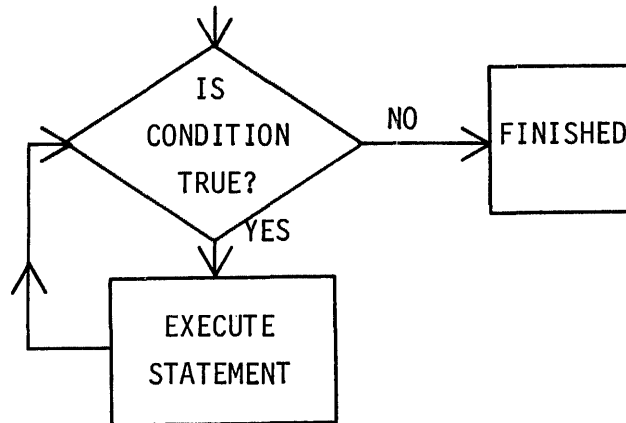 IS
CONDITION
TRUE?
NO
FINISHED
YES
EXECUTE
STATEMENT